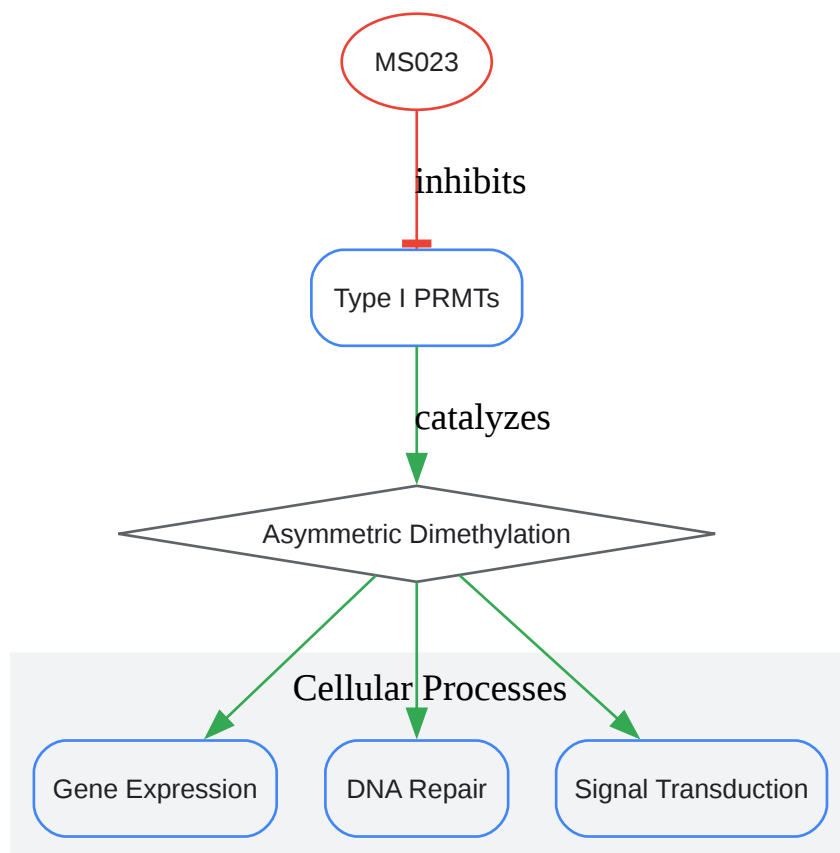 MS023
inhibits
Type I PRMTs
catalyzes
Asymmetric Dimethylation
Cellular Processes
Gene Expression
DNA Repair
Signal Transduction